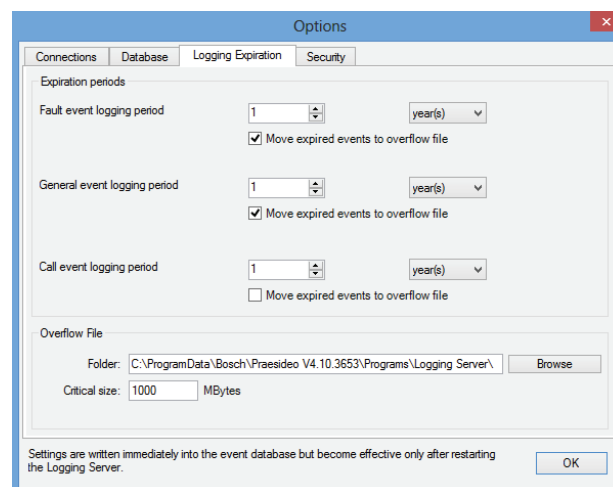 Options
Connections Database Logging Expiration Security
Expiration periods
Fault event logging period 1 year(s)
Move expired events to overflow file
General event logging period 1 year(s)
Move expired events to overflow file
Call event logging period 1 year(s)
Move expired events to overflow file
Overflow File
Folder: C:\ProgramData\Bosch\Praesideo V4.10.3653\Programs\Logging Server\ Browse
Critical size: 1000 MBytes
Settings are written immediately into the event database but become effective only after restarting
the Logging Server.
OK